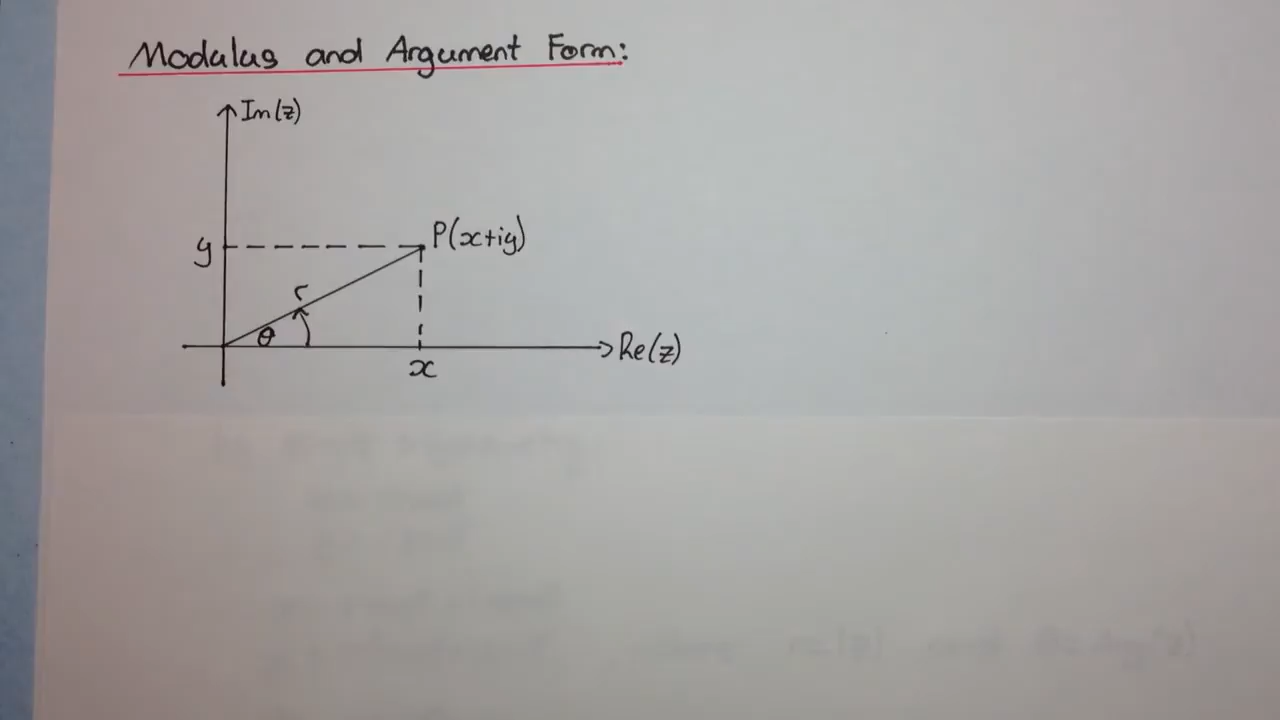 Modulus and Argument Form:
Im(z)
y
P(x+iy)
r
θ
x
Re(z)